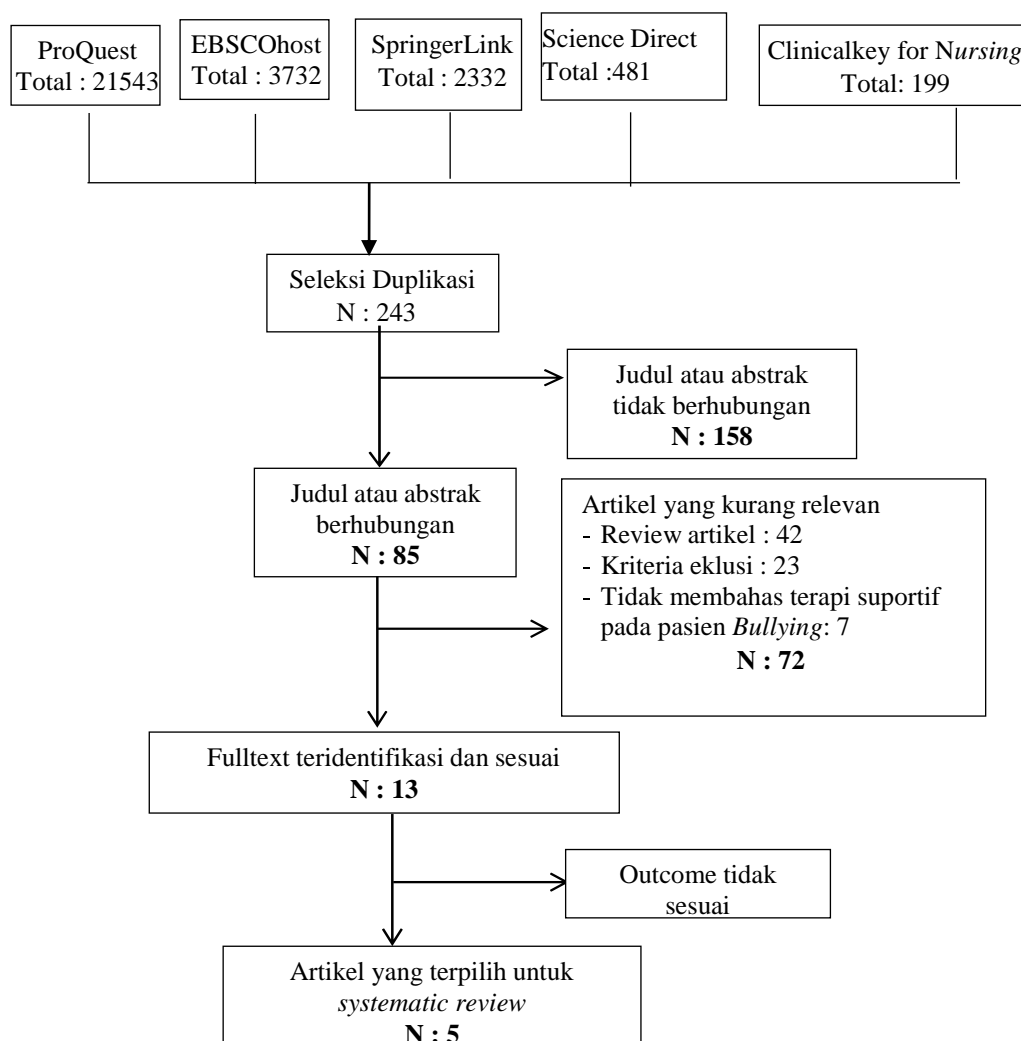 ProQuest
Total : 21543
EBSCOhost
Total : 3732
SpringerLink
Total : 2332
Science Direct
Total :481
Clinicalkey for Nursing
Total: 199
Seleksi Duplikasi
N : 243
Judul atau abstrak
tidak berhubungan
N : 158
Judul atau abstrak
berhubungan
N : 85
Artikel yang kurang relevan
- Review artikel : 42
- Kriteria eklusi : 23
- Tidak membahas terapi suportif
pada pasien Bullying: 7
N : 72
Fulltext teridentifikasi dan sesuai
N : 13
Outcome tidak
sesuai
Artikel yang terpilih untuk
systematic review
N : 5